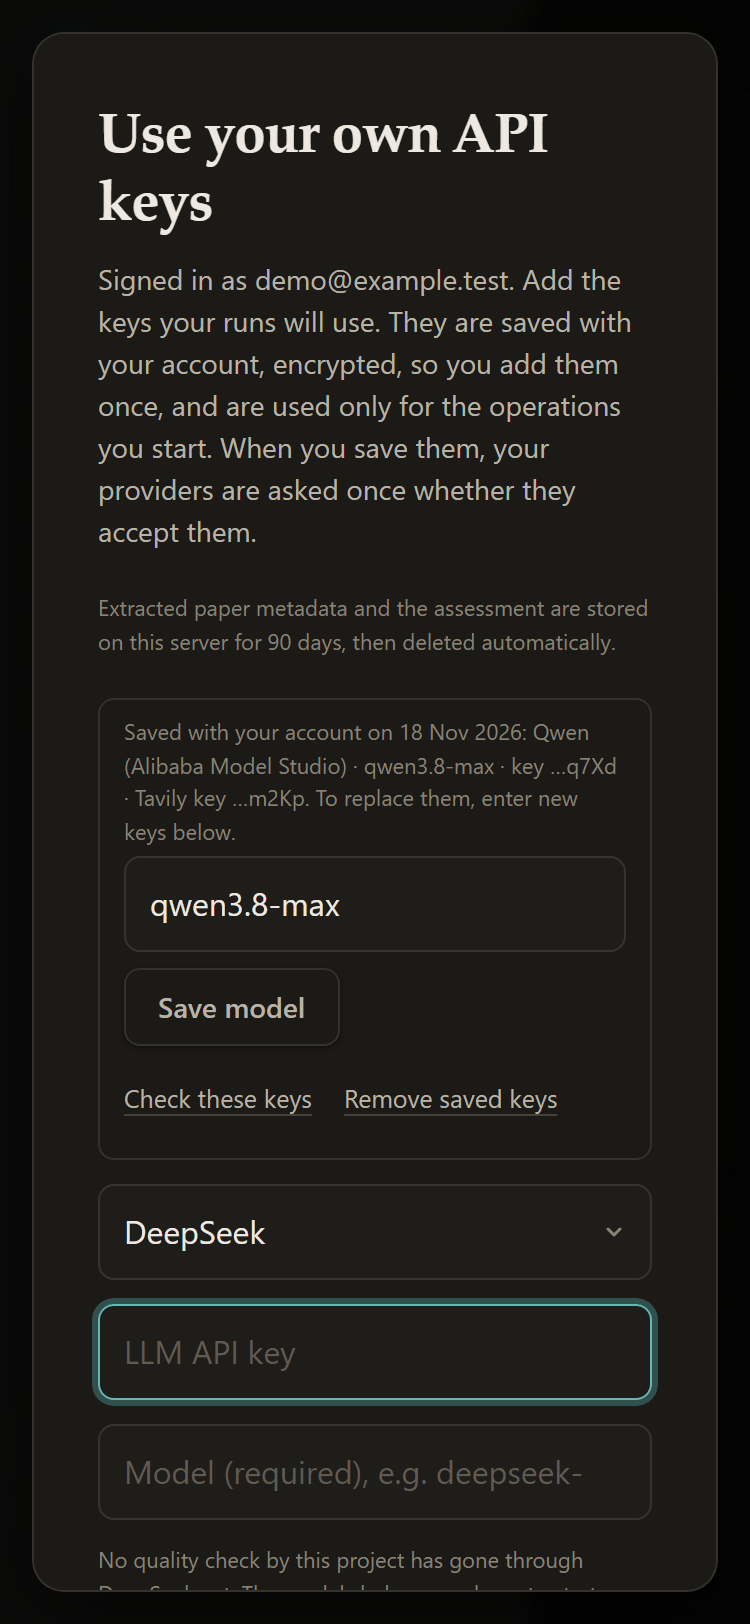 Use your own API
keys
Signed in as demo@example.test. Add the
keys your runs will use. They are saved with
your account, encrypted, so you add them
once, and are used only for the operations
you start. When you save them, your
providers are asked once whether they
accept them.
Extracted paper metadata and the assessment are stored
on this server for 90 days, then deleted automatically.
Saved with your account on 18 Nov 2026: Qwen
(Alibaba Model Studio) · qwen3.8-max · key …q7Xd
· Tavily key …m2Kp. To replace them, enter new
keys below.
qwen3.8-max
Save model
Check these keys Remove saved keys
DeepSeek
LLM API key
Model (required), e.g. deepseek-
No quality check by this project has gone through